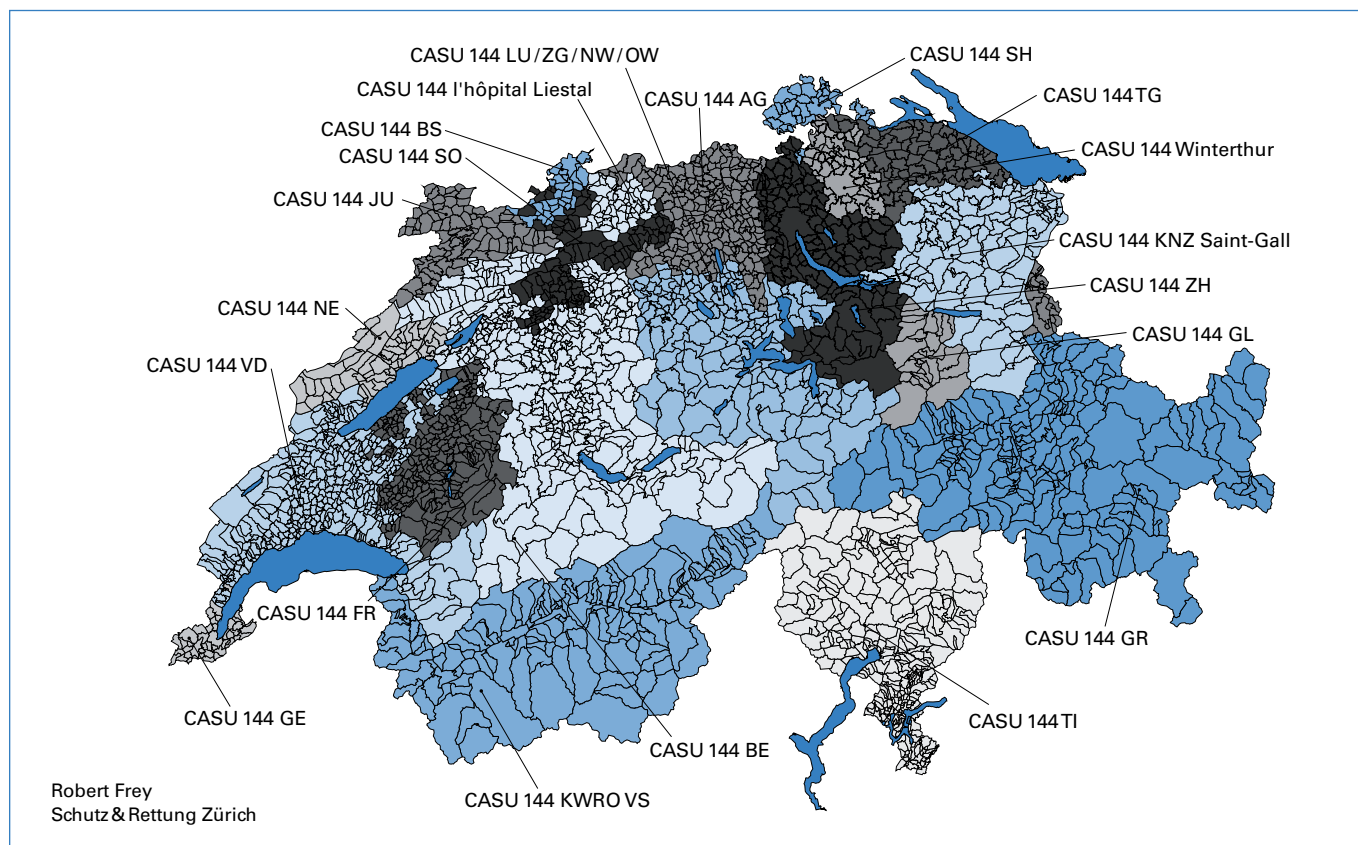 CASU 144 LU/ZG/NW/OW
CASU 144 SH
CASU 144 l'hôpital Liestal
CASU 144 AG
CASU 144 TG
CASU 144 BS
CASU 144 SO
CASU 144 Winterthur
CASU 144 JU
CASU 144 KNZ Saint-Gall
CASU 144 ZH
CASU 144 NE
CASU 144 GL
CASU 144 VD
CASU 144 FR
CASU 144 GR
CASU 144 GE
CASU 144 TI
CASU 144 BE
CASU 144 KWRO VS
Robert Frey
Schutz & Rettung Zürich